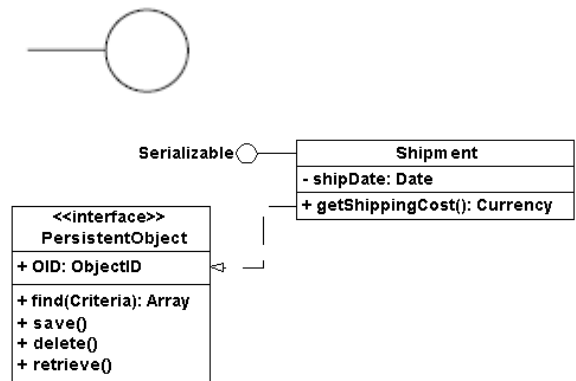 Serializable
Shipment
- shipDate: Date
+ getShippingCost(): Currency
<<interface>>
PersistentObject
+ OID: ObjectID
+ find(Criteria): Array
+ save()
+ delete()
+ retrieve()